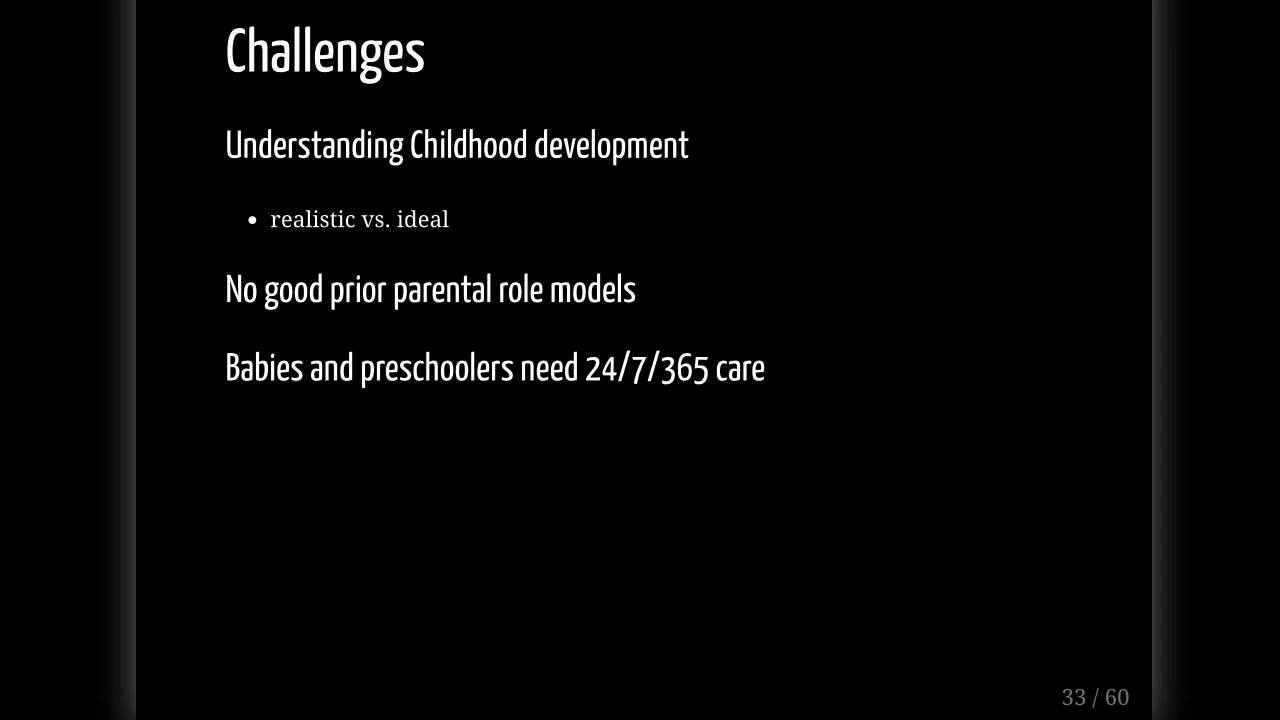 Challenges
Understanding Childhood development
• realistic vs. ideal
No good prior parental role models
Babies and preschoolers need 24/7/365 care
33 / 60